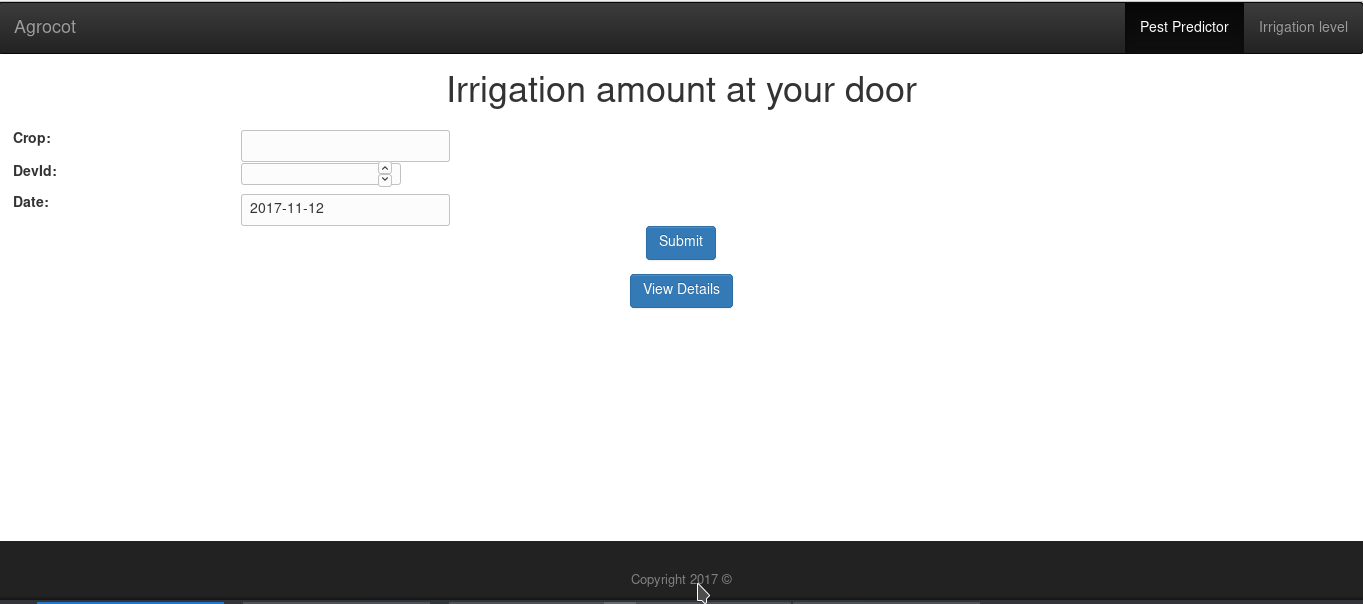 Agrocot Pest Predictor Irrigation level
Irrigation amount at your door
Crop:
DevId:
Date: 2017-11-12
Submit
View Details
Copyright 2017 ©